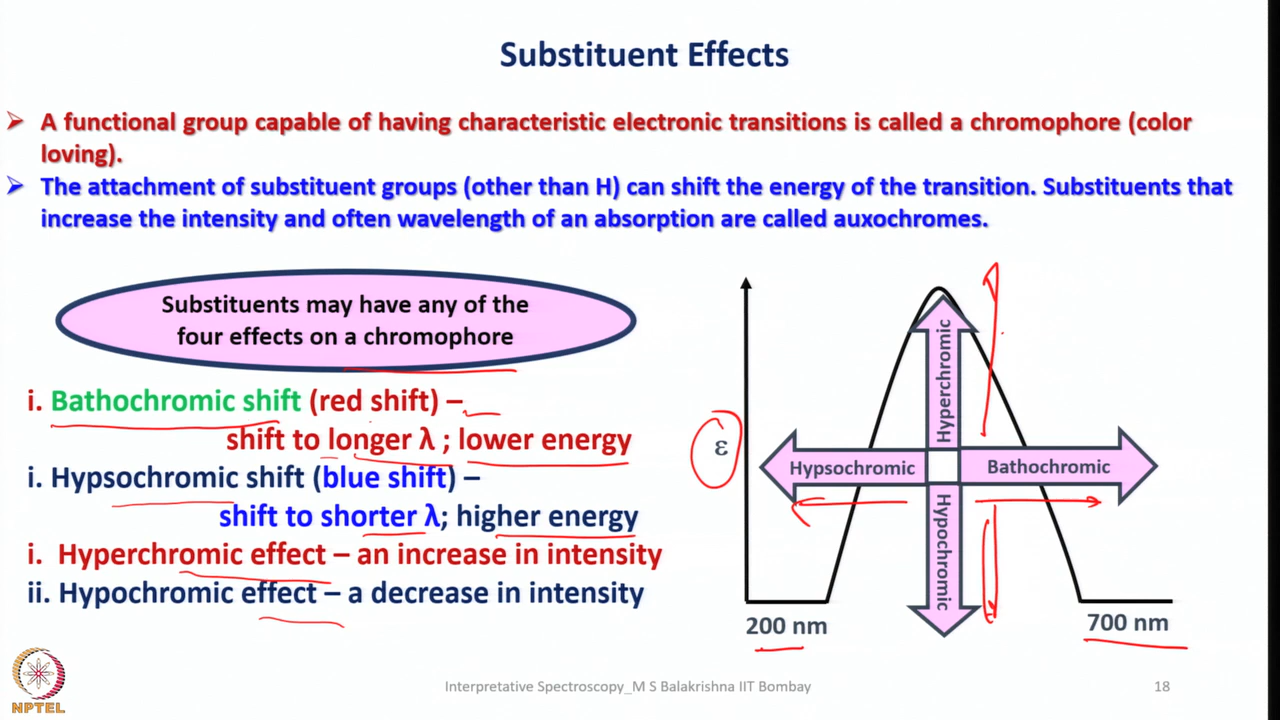 Substituent Effects
➢ A functional group capable of having characteristic electronic transitions is called a chromophore (color
loving).
➢ The attachment of substituent groups (other than H) can shift the energy of the transition. Substituents that
increase the intensity and often wavelength of an absorption are called auxochromes.
Substituents may have any of the
four effects on a chromophore
i. Bathochromic shift (red shift) –
shift to longer λ ; lower energy
i. Hypsochromic shift (blue shift) –
shift to shorter λ; higher energy
i. Hyperchromic effect – an increase in intensity
ii. Hypochromic effect – a decrease in intensity
ε
Hyperchromic
Hypsochromic
Bathochromic
Hypochromic
200 nm
700 nm
NPTEL
Interpretative Spectroscopy_M S Balakrishna IIT Bombay
18